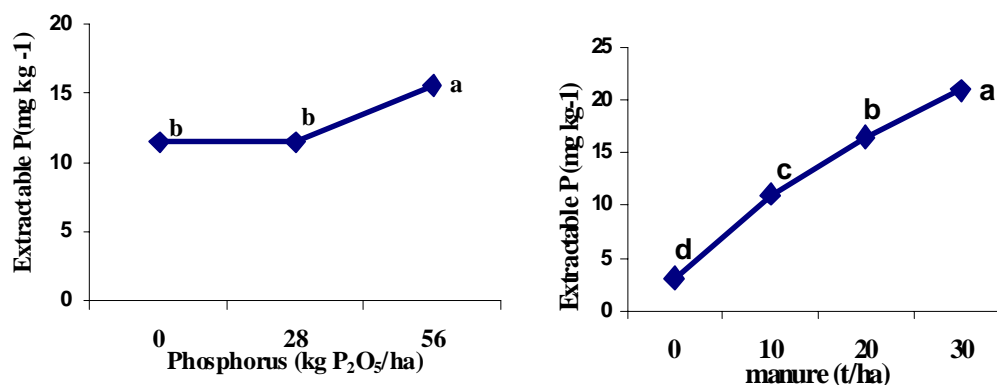 Extractable P(mg kg -1)
20
15
10
5
0
b
b
a
0 28 56
Phosphorus (kg P₂O₅/ha)
Extractable P(mg kg-1)
25
20
15
10
5
0
d
c
b
a
0 10 20 30
manure (t/ha)